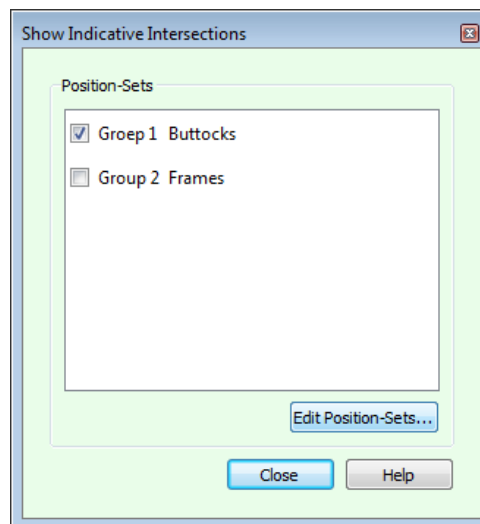 Show Indicative Intersections
Position-Sets
Groep 1 Buttocks
Group 2 Frames
Edit Position-Sets...
Close Help